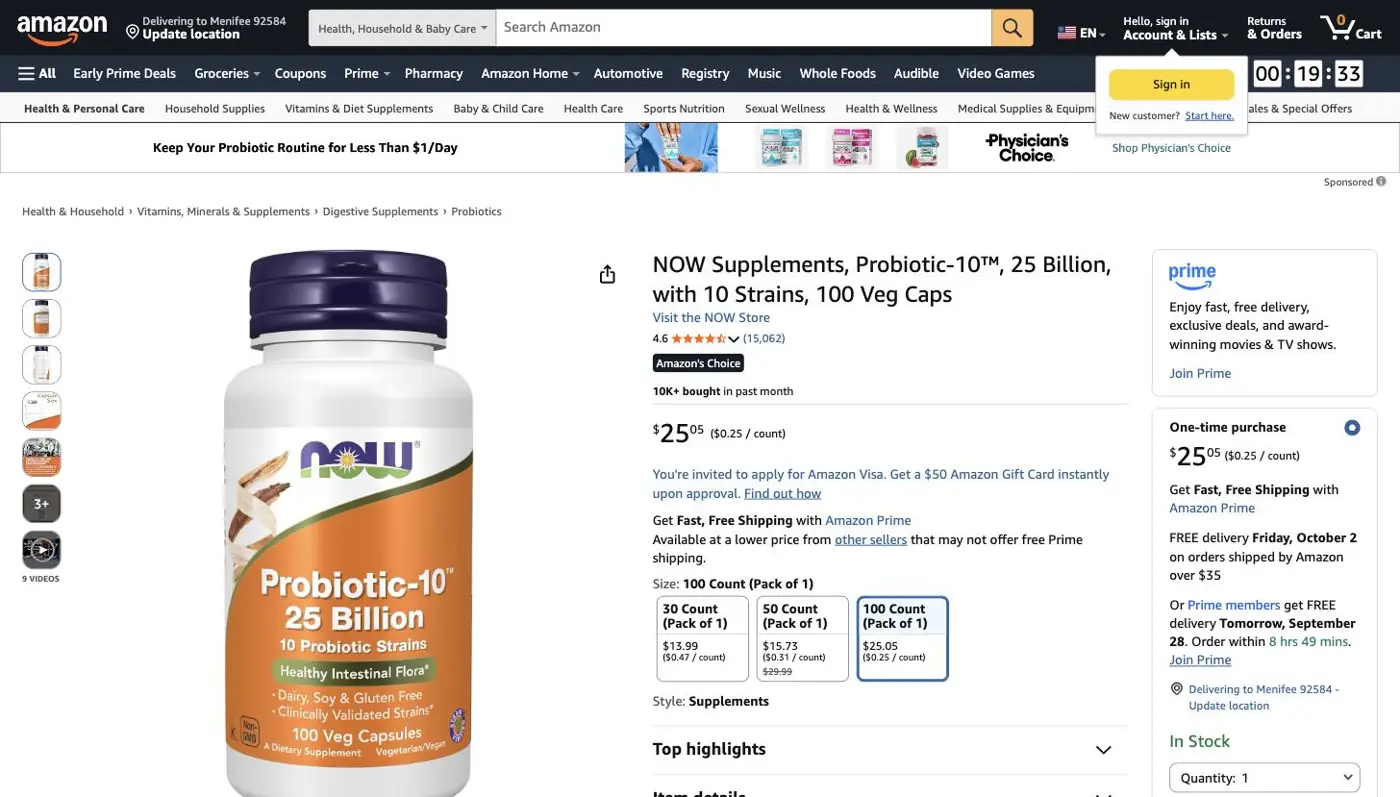 amazon
Delivering to Menifee 92584
Update location
Health, Household & Baby Care
Search Amazon
EN
Hello, sign in
Account & Lists
Returns
& Orders
0
Cart
All
Early Prime Deals
Groceries
Coupons
Prime
Pharmacy
Amazon Home
Automotive
Registry
Music
Whole Foods
Audible
Video Games
00 : 19 : 33
Sign in
New customer? Start here.
Health & Personal Care
Household Supplies
Vitamins & Diet Supplements
Baby & Child Care
Health Care
Sports Nutrition
Sexual Wellness
Health & Wellness
Medical Supplies & Equipm
ales & Special Offers
Keep Your Probiotic Routine for Less Than $1/Day
Physician's
Choice.
Shop Physician's Choice
Sponsored
Health & Household › Vitamins, Minerals & Supplements › Digestive Supplements › Probiotics
3+
9 VIDEOS
NOW®
Probiotic-10™
25 Billion
10 Probiotic Strains
Healthy Intestinal Flora*
• Dairy, Soy & Gluten Free
• Clinically Validated Strains*
Non-
GMO
100 Veg Capsules
A Dietary Supplement
Vegetarian/Vegan
NOW Supplements, Probiotic-10™, 25 Billion,
with 10 Strains, 100 Veg Caps
Visit the NOW Store
4.6
(15,062)
Amazon's Choice
10K+ bought in past month
$25.05 ($0.25 / count)
You're invited to apply for Amazon Visa. Get a $50 Amazon Gift Card instantly
upon approval. Find out how
Get Fast, Free Shipping with Amazon Prime
Available at a lower price from other sellers that may not offer free Prime
shipping.
Size: 100 Count (Pack of 1)
30 Count
(Pack of 1)
$13.99
($0.47 / count)
50 Count
(Pack of 1)
$15.73
($0.31 / count)
$29.99
100 Count
(Pack of 1)
$25.05
($0.25 / count)
Style: Supplements
Top highlights
Item details
prime
Enjoy fast, free delivery,
exclusive deals, and award-
winning movies & TV shows.
Join Prime
One-time purchase
$25.05 ($0.25 / count)
Get Fast, Free Shipping with
Amazon Prime
FREE delivery Friday, October 2
on orders shipped by Amazon
over $35
Or Prime members get FREE
delivery Tomorrow, September
28. Order within 8 hrs 49 mins.
Join Prime
Delivering to Menifee 92584 -
Update location
In Stock
Quantity: 1